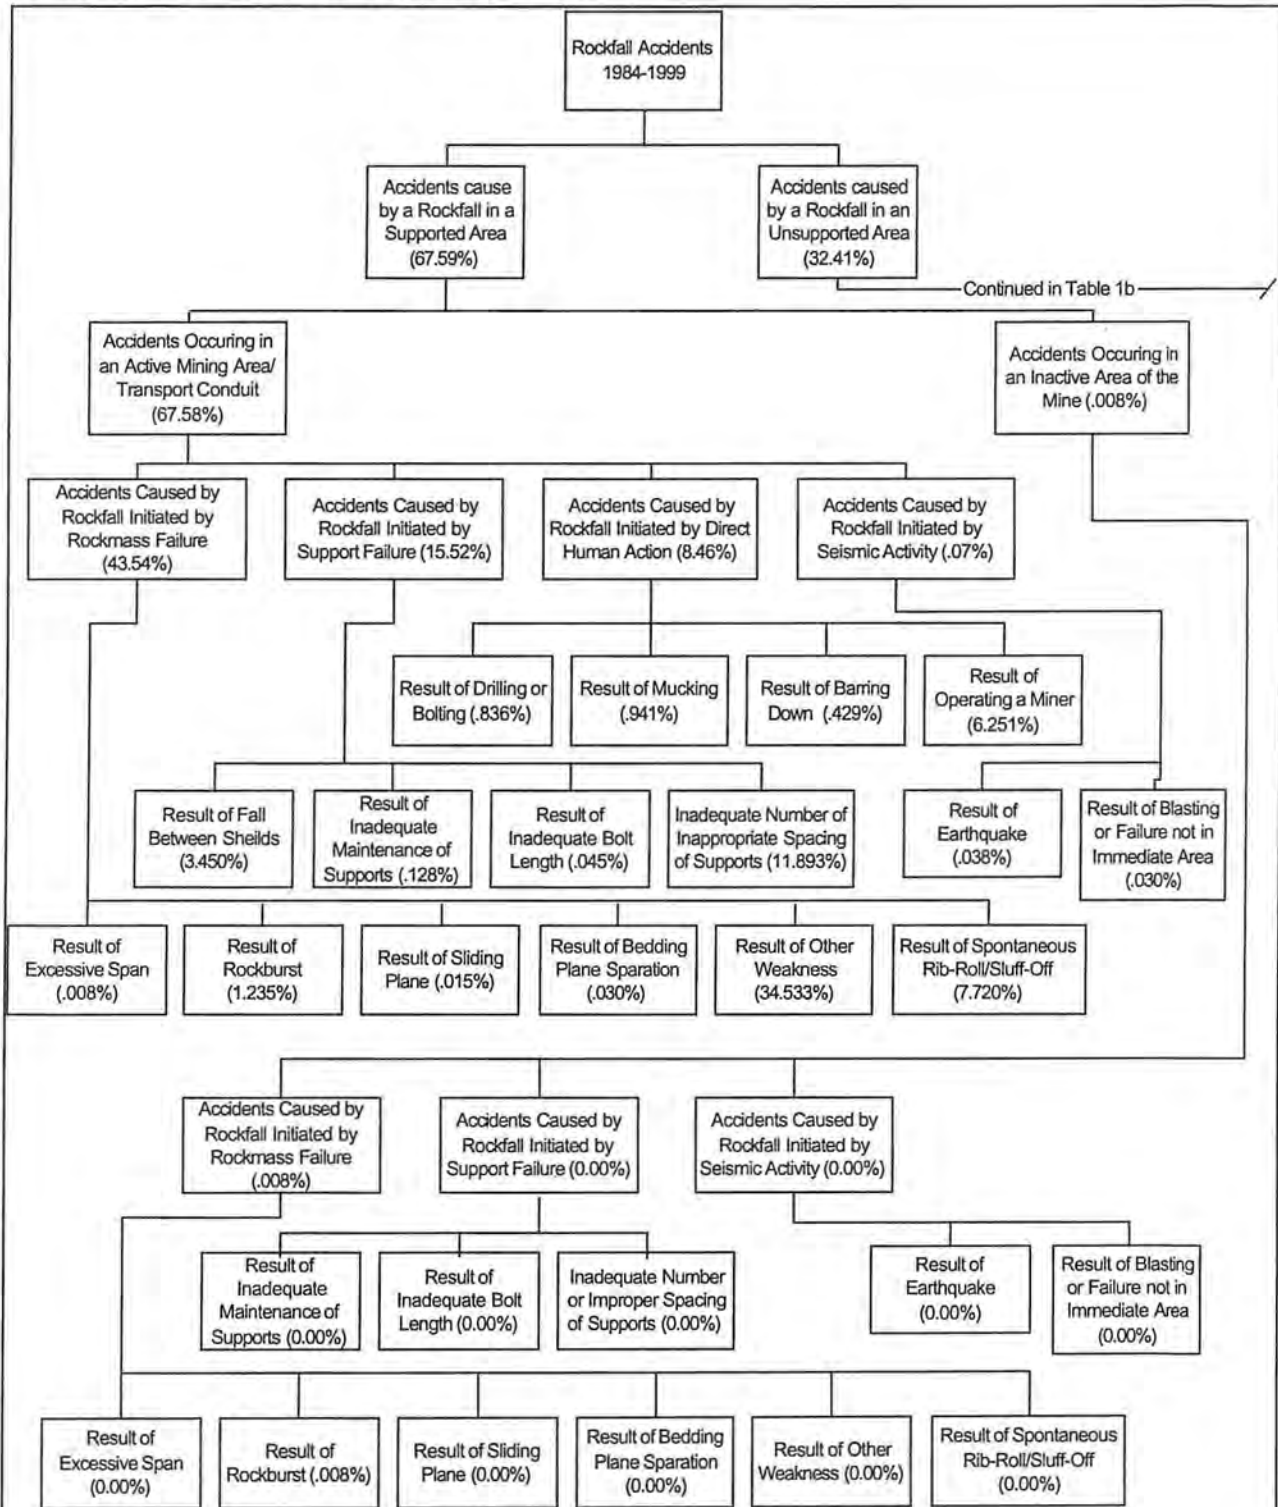 Rockfall Accidents
1984-1999
Accidents cause
by a Rockfall in a
Supported Area
(67.59%)
Accidents caused
by a Rockfall in an
Unsupported Area
(32.41%)
Continued in Table 1b
Accidents Occuring in
an Active Mining Area/
Transport Conduit
(67.58%)
Accidents Occuring in
an Inactive Area of the
Mine (.008%)
Accidents Caused by
Rockfall Initiated by
Rockmass Failure
(43.54%)
Accidents Caused by
Rockfall Initiated by
Support Failure (15.52%)
Accidents Caused by
Rockfall Initiated by Direct
Human Action (8.46%)
Accidents Caused by
Rockfall Initiated by
Seismic Activity (.07%)
Result of Drilling or
Bolting (.836%)
Result of Mucking
(.941%)
Result of Barring
Down (.429%)
Result of
Operating a Miner
(6.251%)
Result of Fall
Between Sheilds
(3.450%)
Result of
Inadequate
Maintenance of
Supports (.128%)
Result of
Inadequate Bolt
Length (.045%)
Inadequate Number of
Inappropriate Spacing
of Supports (11.893%)
Result of
Earthquake
(.038%)
Result of Blasting
or Failure not in
Immediate Area
(.030%)
Result of
Excessive Span
(.008%)
Result of
Rockburst
(1.235%)
Result of Sliding
Plane (.015%)
Result of Bedding
Plane Sparation
(.030%)
Result of Other
Weakness
(34.533%)
Result of Spontaneous
Rib-Roll/Sluff-Off
(7.720%)
Accidents Caused by
Rockfall Initiated by
Rockmass Failure
(.008%)
Accidents Caused by
Rockfall Initiated by
Support Failure (0.00%)
Accidents Caused by
Rockfall Initiated by
Seismic Activity (0.00%)
Result of
Inadequate
Maintenance of
Supports (0.00%)
Result of
Inadequate Bolt
Length (0.00%)
Inadequate Number
or Improper Spacing
of Supports (0.00%)
Result of
Earthquake
(0.00%)
Result of Blasting
or Failure not in
Immediate Area
(0.00%)
Result of
Excessive Span
(0.00%)
Result of
Rockburst (.008%)
Result of Sliding
Plane (0.00%)
Result of Bedding
Plane Sparation
(0.00%)
Result of Other
Weakness (0.00%)
Result of Spontaneous
Rib-Roll/Sluff-Off
(0.00%)